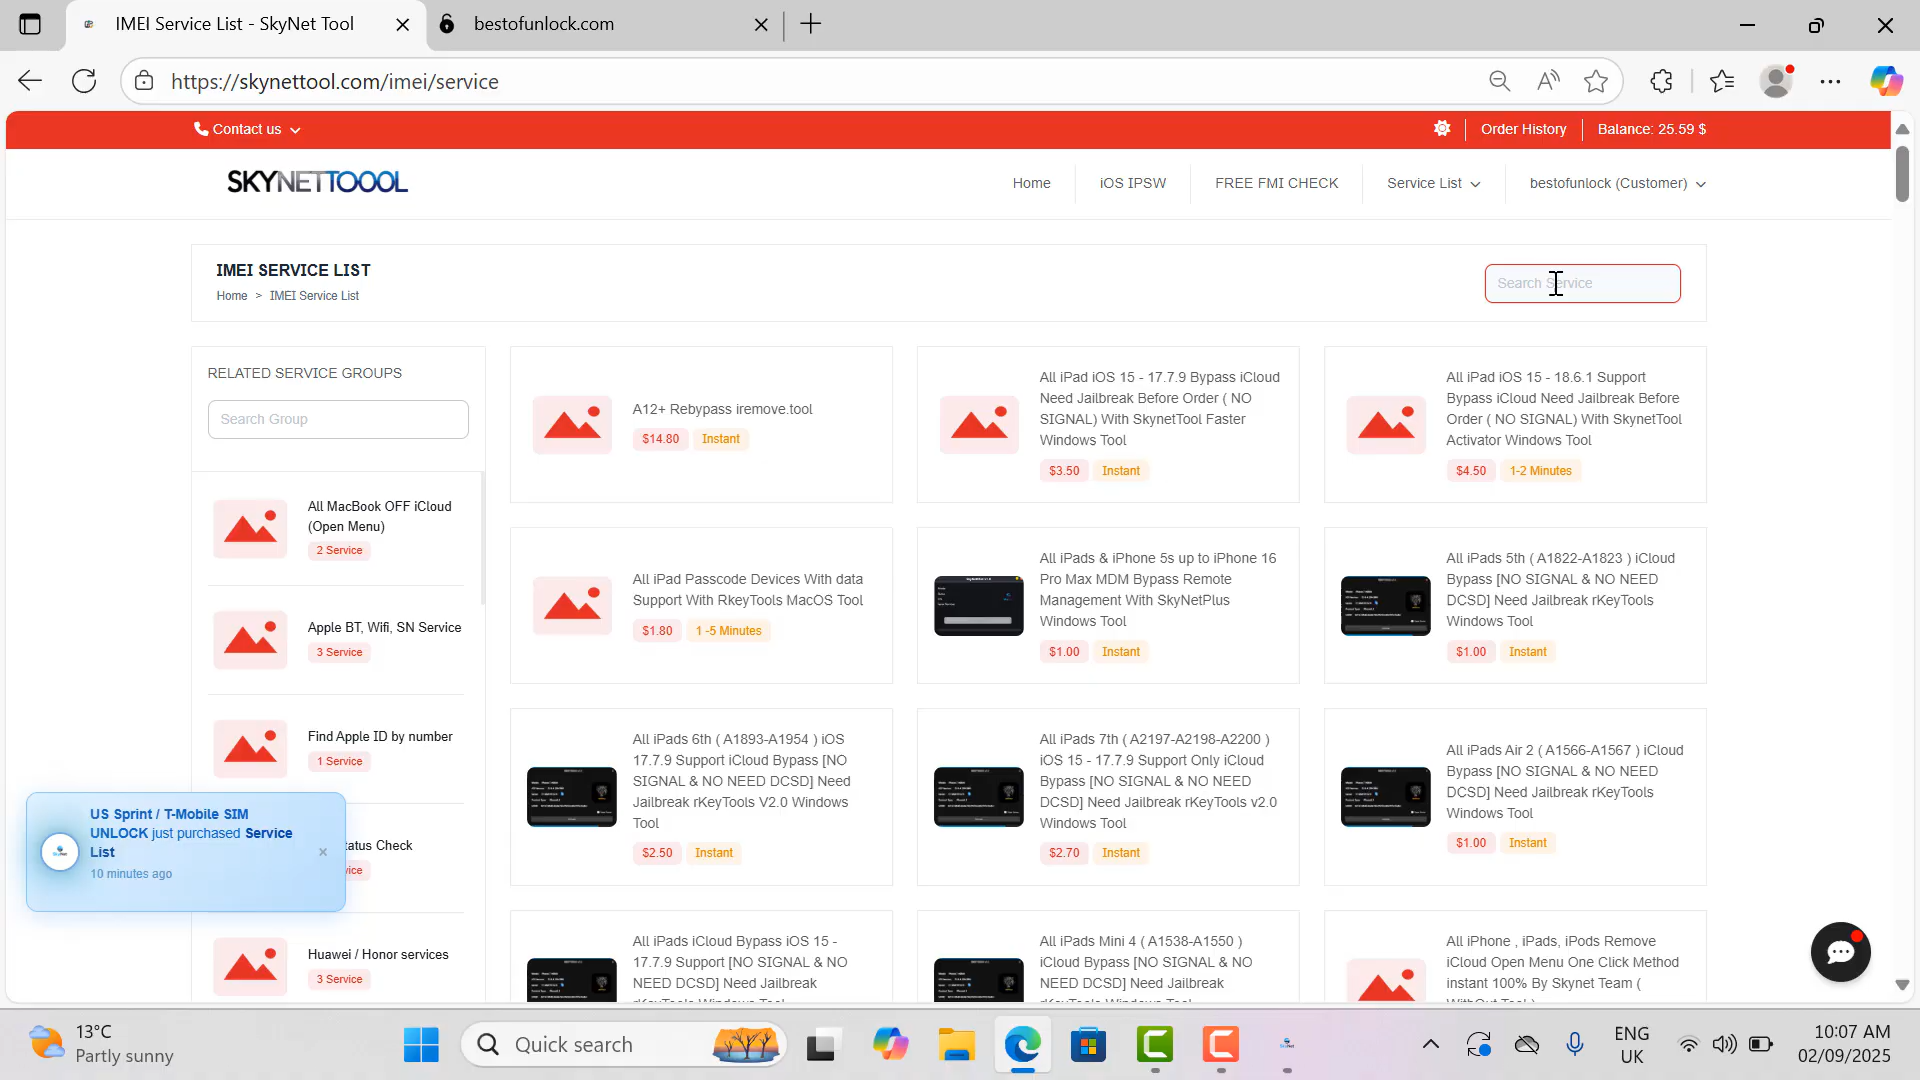 IMEI Service List - SkyNet Tool
bestofunlock.com
https://skynettool.com/imei/service
Contact us
Order History
Balance: 25.59 $
SKYNETTOOOL
Home
iOS IPSW
FREE FMI CHECK
Service List
bestofunlock (Customer)
IMEI SERVICE LIST
Home > IMEI Service List
Search Service
RELATED SERVICE GROUPS
Search Group
All MacBook OFF iCloud
(Open Menu)
2 Service
Apple BT, Wifi, SN Service
3 Service
Find Apple ID by number
1 Service
tatus Check
vice
Huawei / Honor services
3 Service
US Sprint / T-Mobile SIM
UNLOCK just purchased Service
List
10 minutes ago
A12+ Rebypass iremove.tool
$14.80 Instant
All iPad iOS 15 - 17.7.9 Bypass iCloud
Need Jailbreak Before Order ( NO
SIGNAL) With SkynetTool Faster
Windows Tool
$3.50 Instant
All iPad iOS 15 - 18.6.1 Support
Bypass iCloud Need Jailbreak Before
Order ( NO SIGNAL) With SkynetTool
Activator Windows Tool
$4.50 1-2 Minutes
All iPad Passcode Devices With data
Support With RkeyTools MacOS Tool
$1.80 1 -5 Minutes
All iPads & iPhone 5s up to iPhone 16
Pro Max MDM Bypass Remote
Management With SkyNetPlus
Windows Tool
$1.00 Instant
All iPads 5th ( A1822-A1823 ) iCloud
Bypass [NO SIGNAL & NO NEED
DCSD] Need Jailbreak rKeyTools
Windows Tool
$1.00 Instant
All iPads 6th ( A1893-A1954 ) iOS
17.7.9 Support iCloud Bypass [NO
SIGNAL & NO NEED DCSD] Need
Jailbreak rKeyTools V2.0 Windows
Tool
$2.50 Instant
All iPads 7th ( A2197-A2198-A2200 )
iOS 15 - 17.7.9 Support Only iCloud
Bypass [NO SIGNAL & NO NEED
DCSD] Need Jailbreak rKeyTools v2.0
Windows Tool
$2.70 Instant
All iPads Air 2 ( A1566-A1567 ) iCloud
Bypass [NO SIGNAL & NO NEED
DCSD] Need Jailbreak rKeyTools
Windows Tool
$1.00 Instant
All iPads iCloud Bypass iOS 15 -
17.7.9 Support [NO SIGNAL & NO
NEED DCSD] Need Jailbreak
rKeyTools Windows Tool
All iPads Mini 4 ( A1538-A1550 )
iCloud Bypass [NO SIGNAL & NO
NEED DCSD] Need Jailbreak
rKeyTools Windows Tool
All iPhone , iPads, iPods Remove
iCloud Open Menu One Click Method
instant 100% By Skynet Team (
WithOut Tool )
13°C
Partly sunny
Quick search
ENG
UK
10:07 AM
02/09/2025